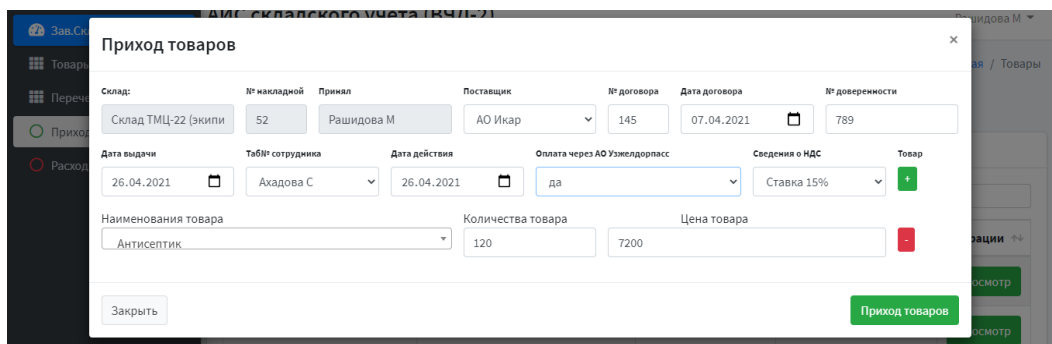 АИС складского учета (ВЧД-2)
Рашидова М
Зав.Ск
Приход товаров
×
Товары
ая / Товары
Перече
Склад:
№ накладной
Принял
Поставщик
№ договора
Дата договора
№ доверенности
Склад ТМЦ-22 (экипи
52
Рашидова М
АО Икар
145
07.04.2021
789
Приход
Дата выдачи
Таб№ сотрудника
Дата действия
Оплата через АО Узжелдорпасс
Сведения о НДС
Товар
Расход
26.04.2021
Ахадова С
26.04.2021
да
Ставка 15%
+
Наименования товара
Количества товара
Цена товара
Антисептик
120
7200
-
рации
осмотр
Закрыть
Приход товаров
осмотр